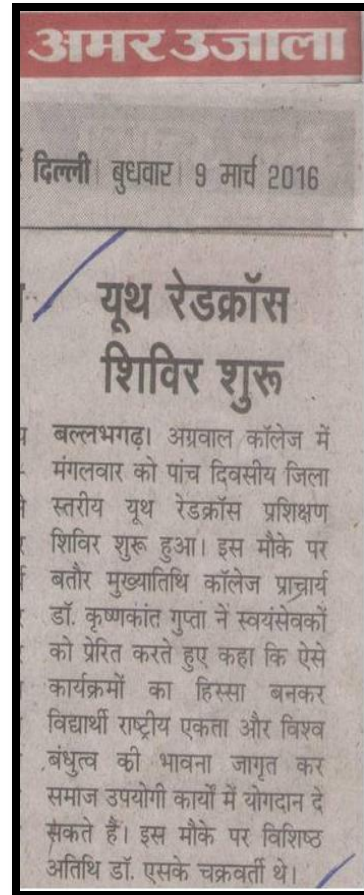 अमर उजाला
दिल्ली। बुधवार। 9 मार्च 2016
यूथ रेडक्रॉस
शिविर शुरू
बल्लभगढ़। अग्रवाल कॉलेज में
मंगलवार को पांच दिवसीय जिला
स्तरीय यूथ रेडक्रॉस प्रशिक्षण
शिविर शुरू हुआ। इस मौके पर
बतौर मुख्यातिथि कॉलेज प्राचार्य
डॉ. कृष्णकांत गुप्ता ने स्वयंसेवकों
को प्रेरित करते हुए कहा कि ऐसे
कार्यक्रमों का हिस्सा बनकर
विद्यार्थी राष्ट्रीय एकता और विश्व
बंधुत्व की भावना जागृत कर
समाज उपयोगी कार्यों में योगदान दे
सकते हैं। इस मौके पर विशिष्ठ
अतिथि डॉ. एसके चक्रवर्ती थे।